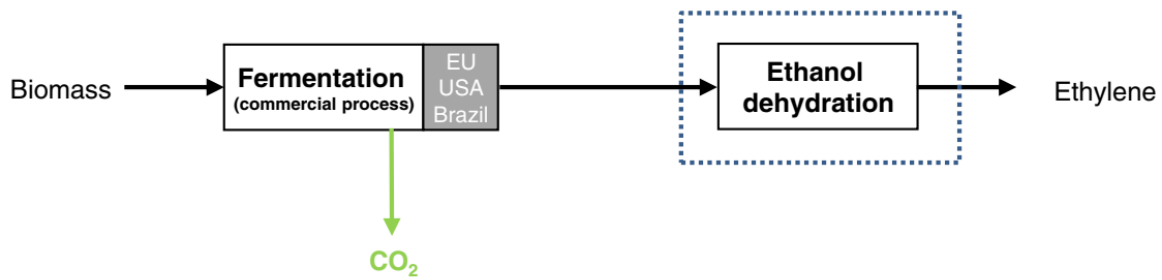 Biomass
Fermentation
(commercial process)
EU
USA
Brazil
Ethanol
dehydration
Ethylene
CO₂